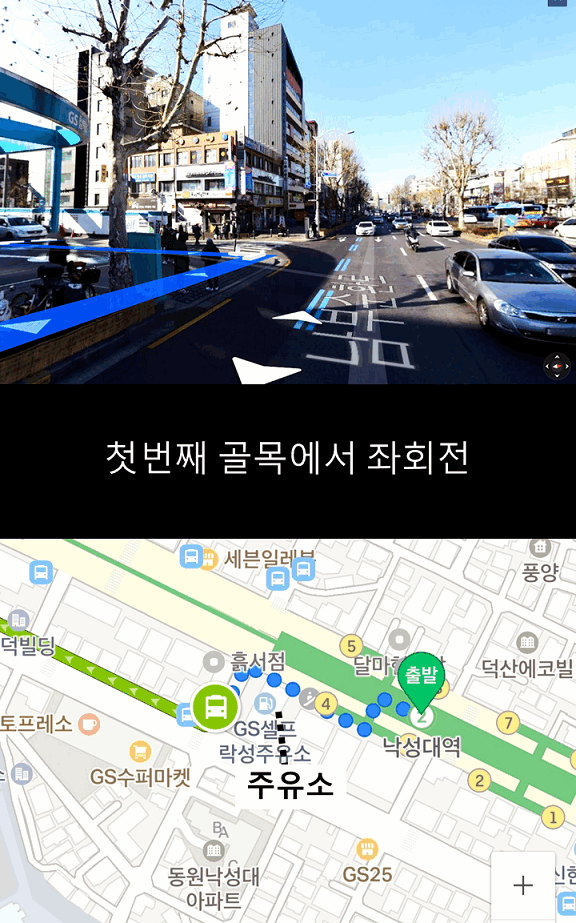 GS
첫번째 골목에서 좌회전
세븐일레븐
풍양
덕빌딩
흙서점
5
달마
출발
덕산에코빌
4
2
7
토프레소
GS셀프
낙성주유소
낙성대역
GS수퍼마켓
주유소
2
1
동원낙성대
아파트
GS25
신한
+